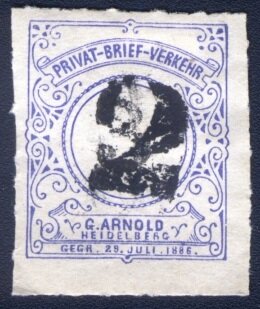 PRIVAT-BRIEF-VERKEHR
2
G. ARNOLD
HEIDELBERG
GEGR. 29. JULI. 1886.